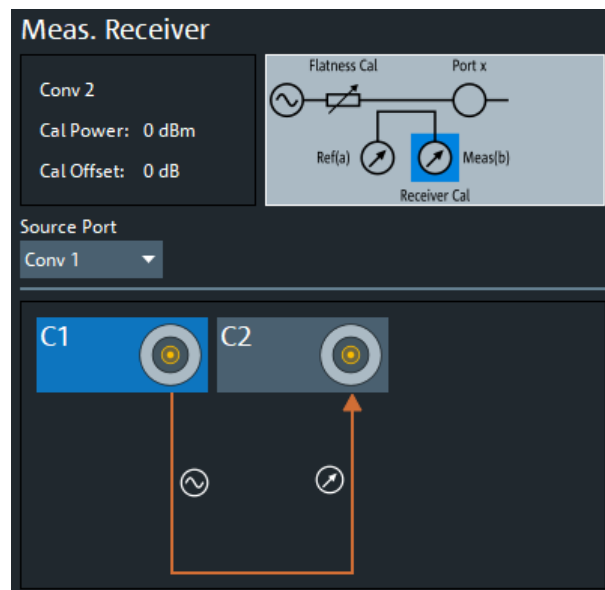 Meas. Receiver
Conv 2
Cal Power: 0 dBm
Cal Offset: 0 dB
Flatness Cal
Port x
Ref(a)
Meas(b)
Receiver Cal
Source Port
Conv 1
C1
C2